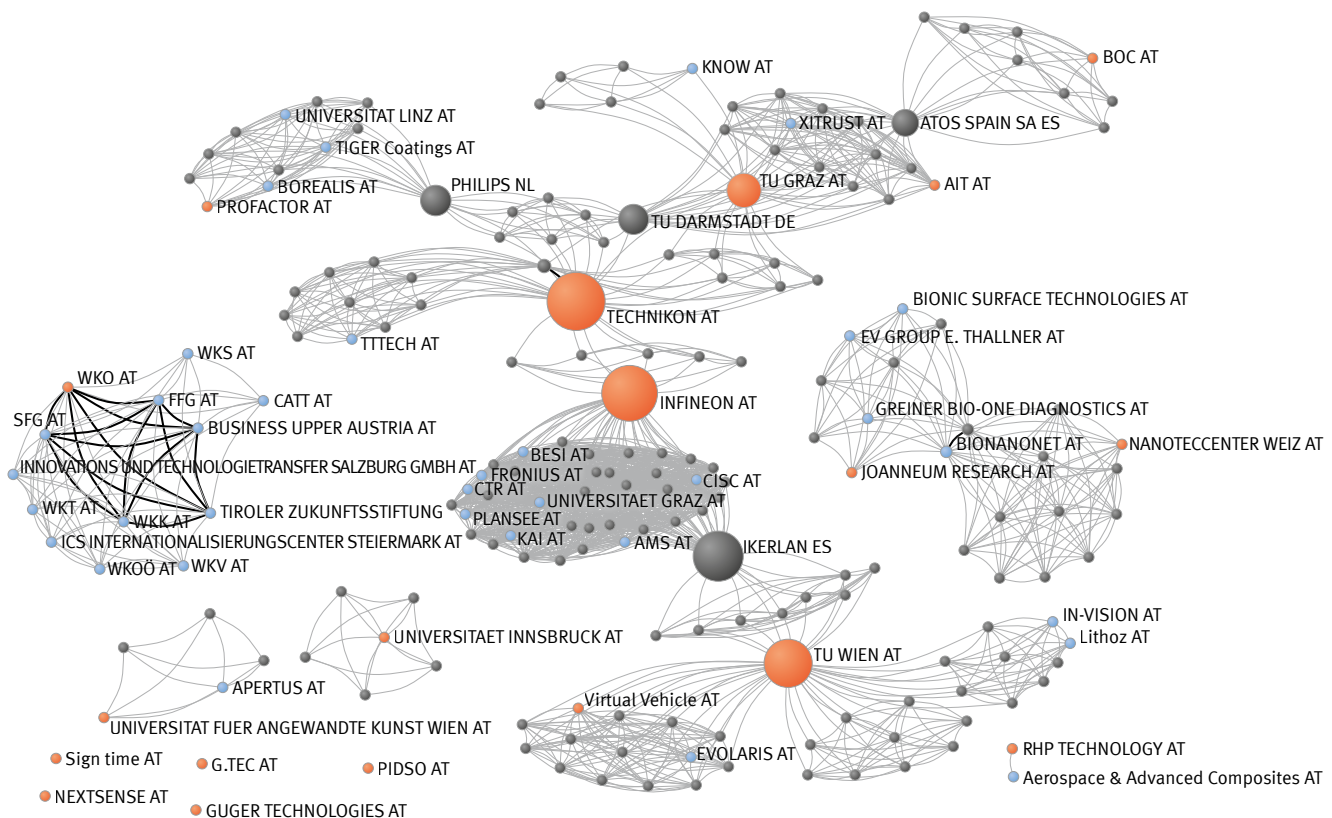 BOC AT
KNOW AT
UNIVERSITAT LINZ AT
XITRUST AT
ATOS SPAIN SA ES
TIGER Coatings AT
TU GRAZ AT
AIT AT
BOREALIS AT
PHILIPS NL
PROFACTOR AT
TU DARMSTADT DE
TECHNIKON AT
TTTECH AT
BIONIC SURFACE TECHNOLOGIES AT
EV GROUP E. THALLNER AT
WKS AT
WKO AT
FFG AT
CATT AT
INFINEON AT
SFG AT
BUSINESS UPPER AUSTRIA AT
GREINER BIO-ONE DIAGNOSTICS AT
BIONANONET AT
NANOTECCENTER WEIZ AT
BESI AT
INNOVATIONS UND TECHNOLOGIETRANSFER SALZBURG GMBH AT
FRONIUS AT
JOANNEUM RESEARCH AT
CISC AT
CTR AT
UNIVERSITAET GRAZ AT
WKT AT
WKK AT
TIROLER ZUKUNFTSSTIFTUNG
PLANSEE AT
ICS INTERNATIONALISIERUNGSCENTER STEIERMARK AT
KAI AT
AMS AT
IKERLAN ES
WKOÖ AT
WKV AT
IN-VISION AT
UNIVERSITAET INNSBRUCK AT
Lithoz AT
TU WIEN AT
APERTUS AT
Virtual Vehicle AT
UNIVERSITAT FUER ANGEWANDTE KUNST WIEN AT
EVOLARIS AT
RHP TECHNOLOGY AT
Sign time AT
G.TEC AT
PIDSO AT
Aerospace & Advanced Composites AT
NEXTSENSE AT
GUGER TECHNOLOGIES AT